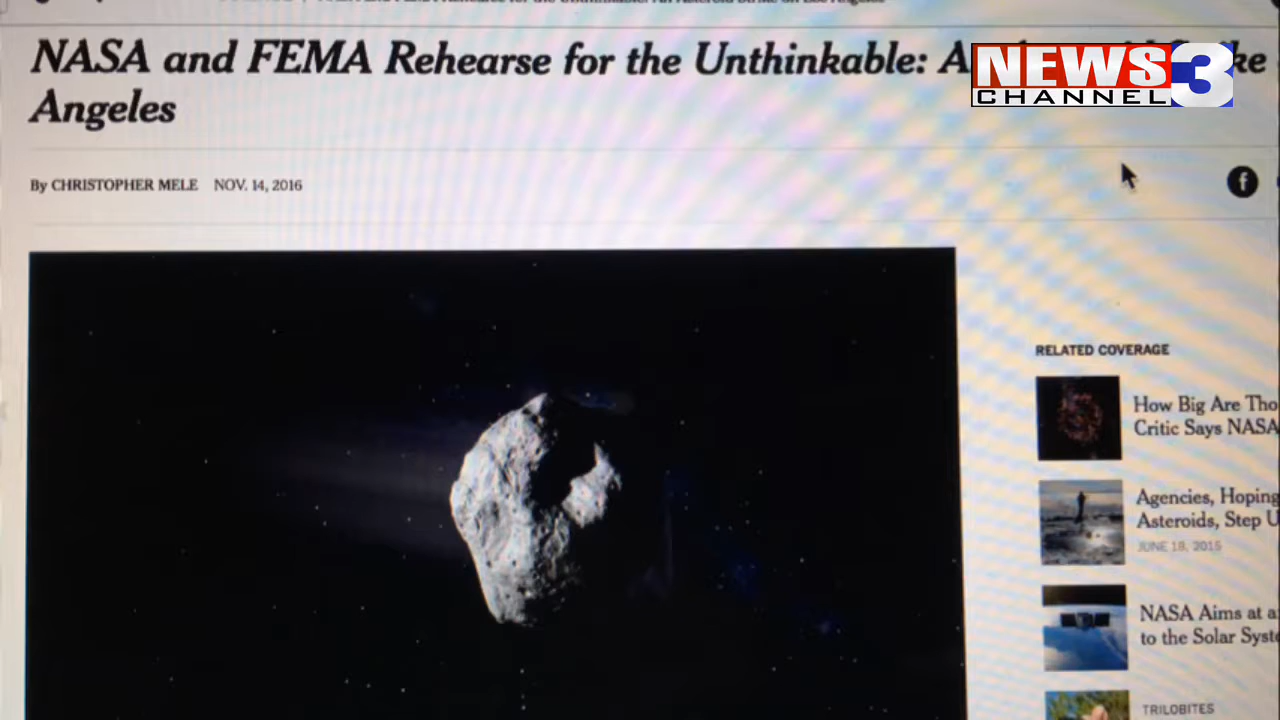 NASA and FEMA Rehearse for the Unthinkable: A
Angeles
NEWS 3
CHANNEL
By CHRISTOPHER MELE NOV. 14, 2016
f
RELATED COVERAGE
How Big Are Tho
Critic Says NASA
Agencies, Hoping
Asteroids, Step U
JUNE 18, 2015
NASA Aims at a
to the Solar Syst
TRILOBITES